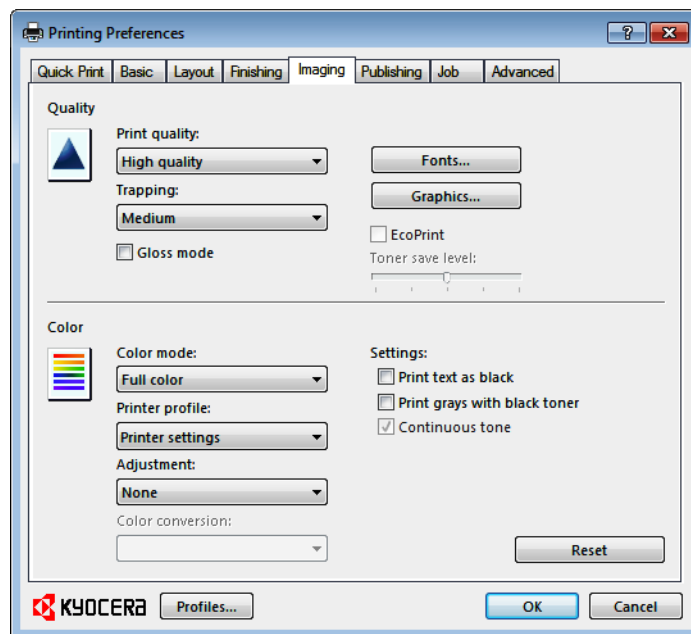 Printing Preferences
?
Quick Print Basic Layout Finishing Imaging Publishing Job Advanced
Quality
Print quality:
High quality
Fonts...
Trapping:
Graphics...
Medium
EcoPrint
Gloss mode
Toner save level:
Color
Color mode:
Settings:
Full color
Print text as black
Printer profile:
Print grays with black toner
Printer settings
Continuous tone
Adjustment:
None
Color conversion:
Reset
KYOCERA Profiles... OK Cancel